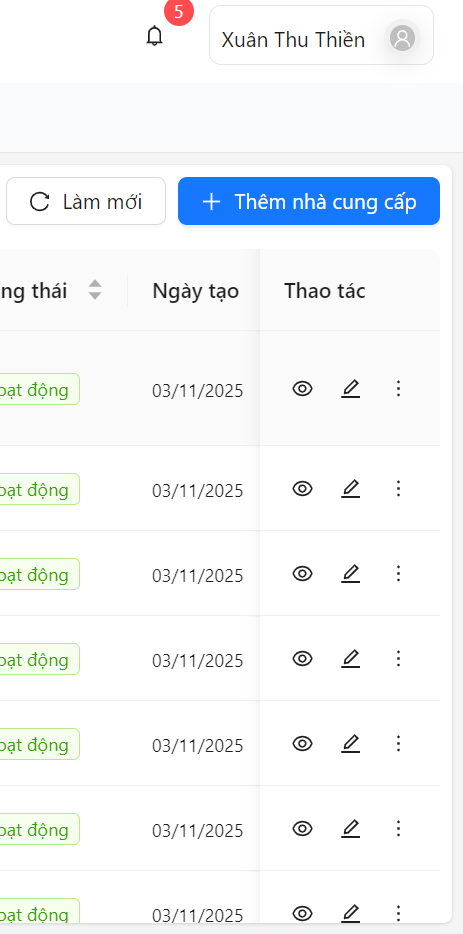 5
Xuân Thu Thiền
Làm mới
Thêm nhà cung cấp
ng thái
Ngày tạo
Thao tác
oạt động
03/11/2025
oạt động
03/11/2025
oạt động
03/11/2025
oạt động
03/11/2025
oạt động
03/11/2025
oạt động
03/11/2025
oạt động
03/11/2025